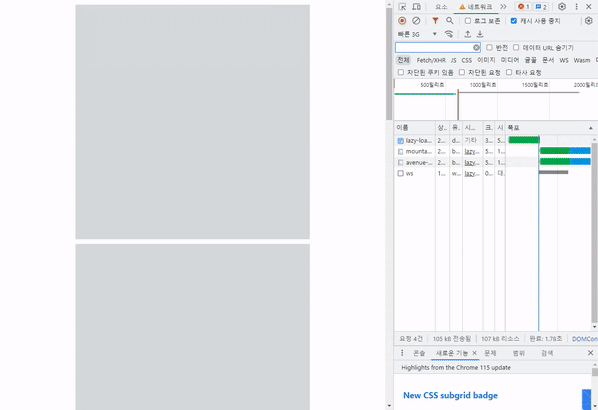 요소 네트워크 1 2
로그 보존 캐시 사용 중지
빠른 3G
반전 데이터 URL 숨기기
전체 Fetch/XHR JS CSS 이미지 미디어 글꼴 문서 WS Wasm
차단된 쿠키 있음 차단된 요청 타사 요청
500밀리초 1000밀리초 1500밀리초 2000밀리초
이름 상.. 유.. 시... 크.. 시 폭포
lazy-loa... 2... d... 기타 3... 5..
mounta... 2... b... lazy... 5... 1..
avenue-... 2... b... lazy... 5... 1..
ws 1... w... lazy... 0... 대.
요청 4건 105 kB 전송됨 107 kB 리소스 완료: 1.78초 DOMCon
콘솔 새로운 기능 문제 범위 검색
Highlights from the Chrome 115 update
New CSS subgrid badge